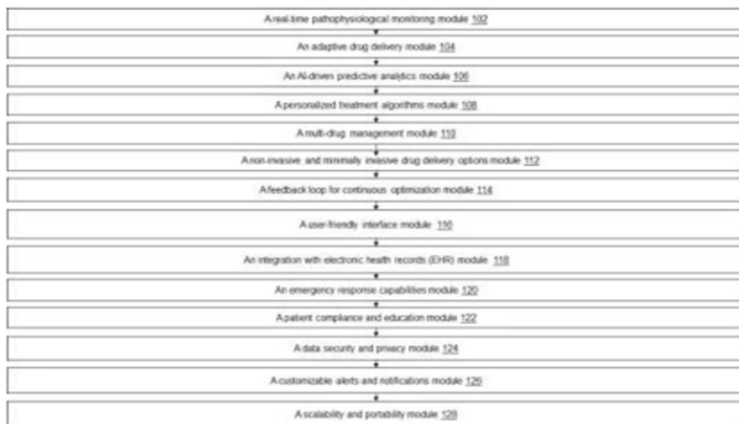 A real-time pathophysiological monitoring module 102
An adaptive drug delivery module 104
An AI-driven predictive analytics module 106
A personalized treatment algorithms module 108
A multi-drug management module 110
A non-invasive and minimally invasive drug delivery options module 112
A feedback loop for continuous optimization module 114
A user-friendly interface module 116
An integration with electronic health records (EHR) module 118
An emergency response capabilities module 120
A patient compliance and education module 122
A data security and privacy module 124
A customizable alerts and notifications module 126
A scalability and portability module 128